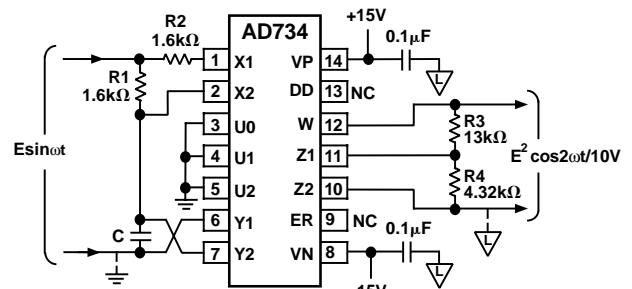 AD734
+15V
0.1µF
L
R2
1.6kΩ
1 X1
VP 14
R1
1.6kΩ
2 X2
DD 13 NC
3 U0
W 12
R3
13kΩ
Esinωt
4 U1
Z1 11
E² cos2ωt/10V
5 U2
Z2 10
R4
4.32kΩ
6 Y1
ER 9 NC
L
C
7 Y2
VN 8
0.1µF
L
15V